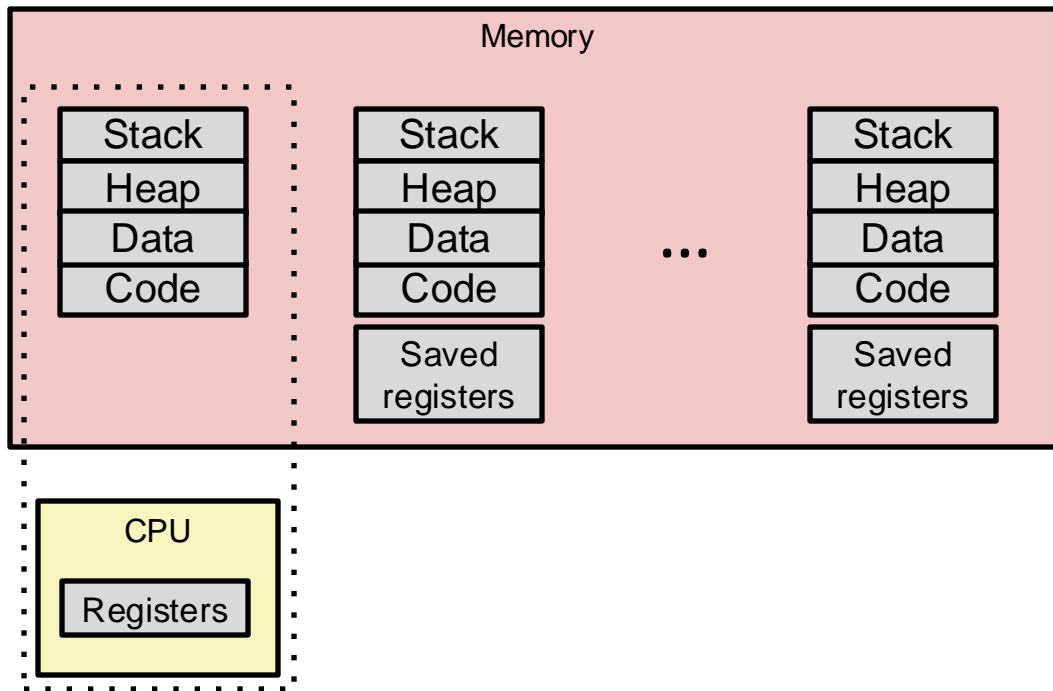 Memory
Stack
Heap
Data
Code
Stack
Heap
Data
Code
Saved
registers
...
Stack
Heap
Data
Code
Saved
registers
CPU
Registers